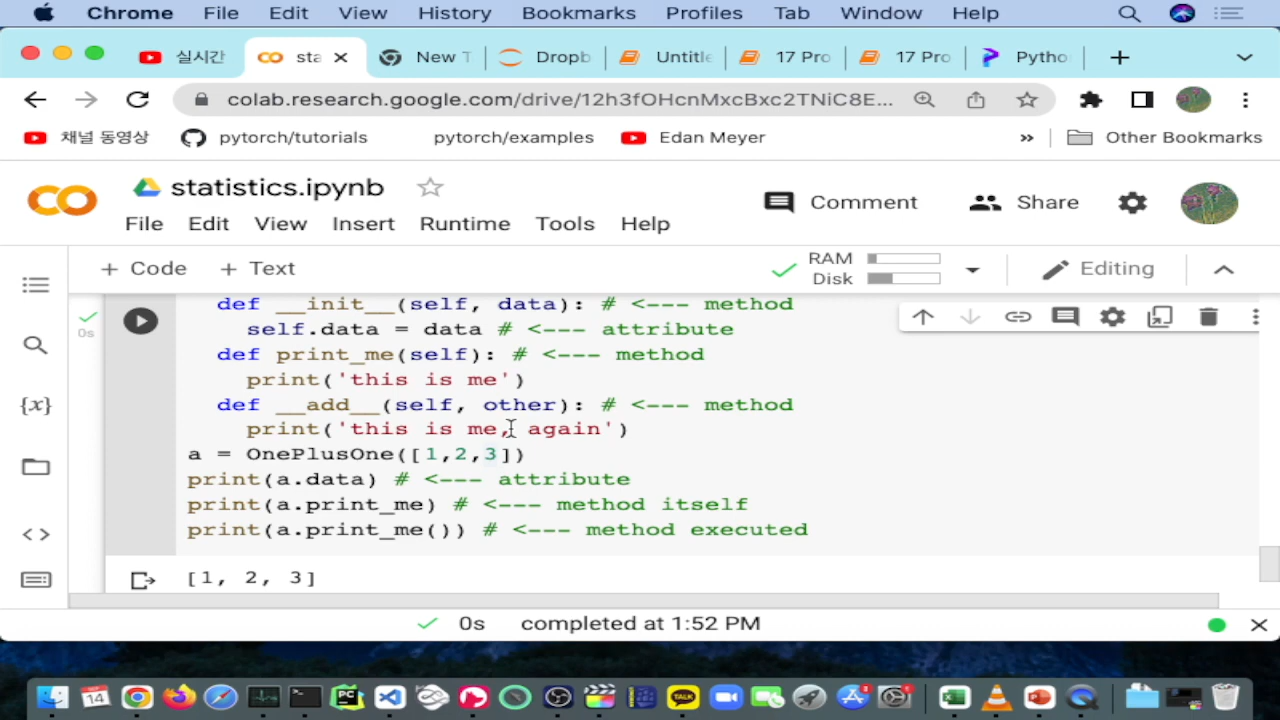 Chrome File Edit View History Bookmarks Profiles Tab Window Help
실시간 sta New T Dropb Untitle 17 Pro 17 Pro Pytho
colab.research.google.com/drive/12h3fOHcnMxcBxc2TNiC8E...
채널 동영상 pytorch/tutorials pytorch/examples Edan Meyer » Other Bookmarks
statistics.ipynb
Comment Share
File Edit View Insert Runtime Tools Help
+ Code + Text RAM Disk Editing
def __init__(self, data): # <--- method
0s self.data = data # <--- attribute
def print_me(self): # <--- method
print('this is me')
{x} def __add__(self, other): # <--- method
print('this is me, again')
a = OnePlusOne([1,2,3])
print(a.data) # <--- attribute
print(a.print_me) # <--- method itself
print(a.print_me()) # <--- method executed
[1, 2, 3]
0s completed at 1:52 PM